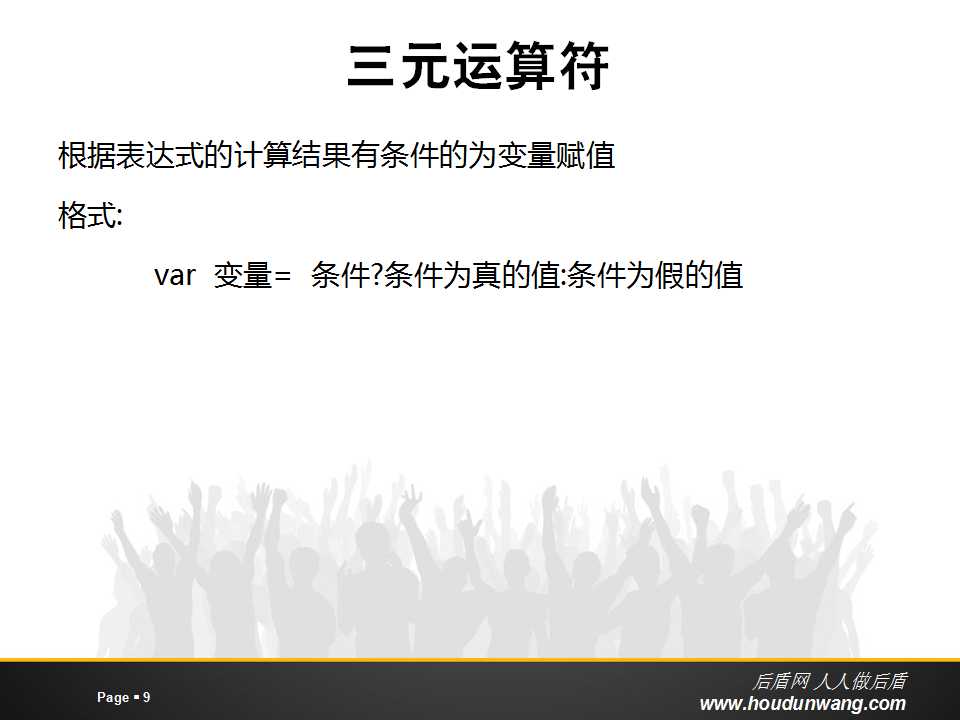 三元运算符
根据表达式的计算结果有条件的为变量赋值
格式:
var 变量= 条件?条件为真的值:条件为假的值
Page ▪ 9
后盾网 人人做后盾
www.houdunwang.com